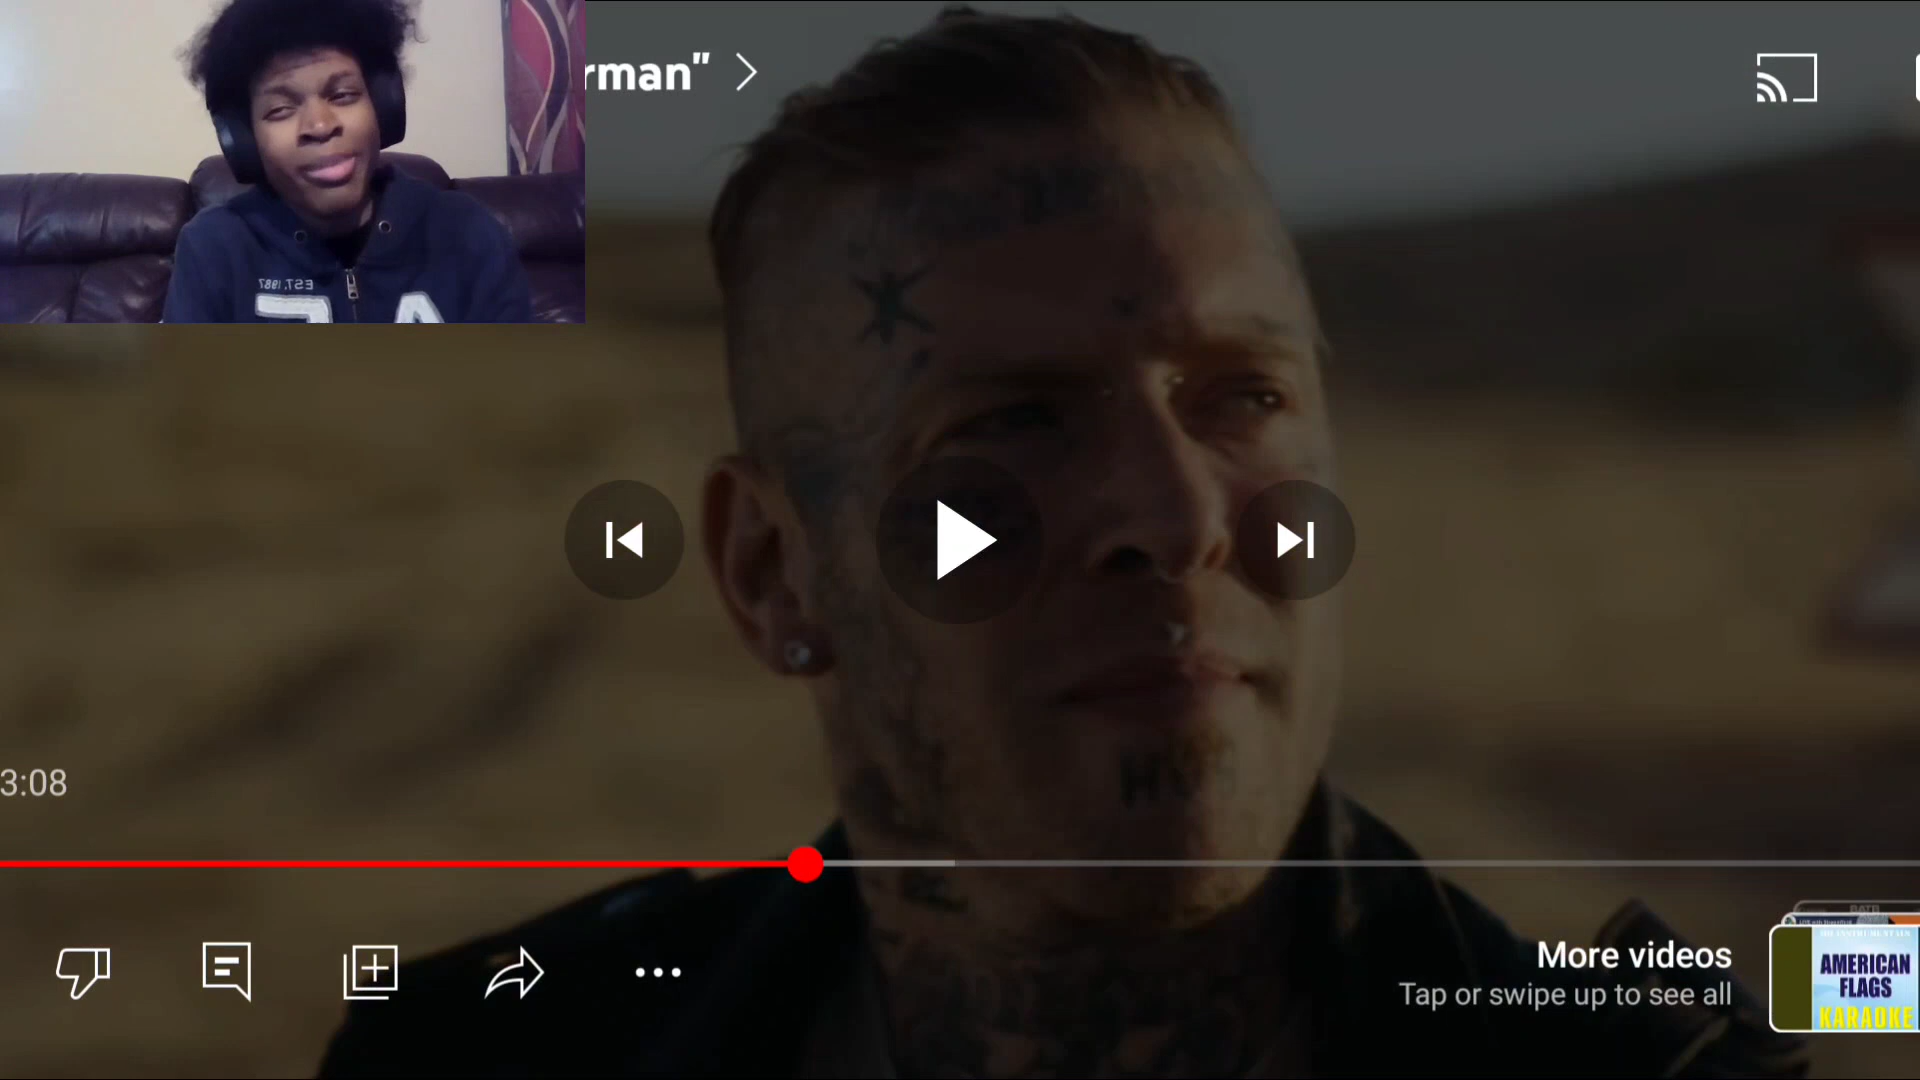 rman" >
EST. 1987
3:08
More videos
Tap or swipe up to see all
AMERICAN
FLAGS
KARAOKE